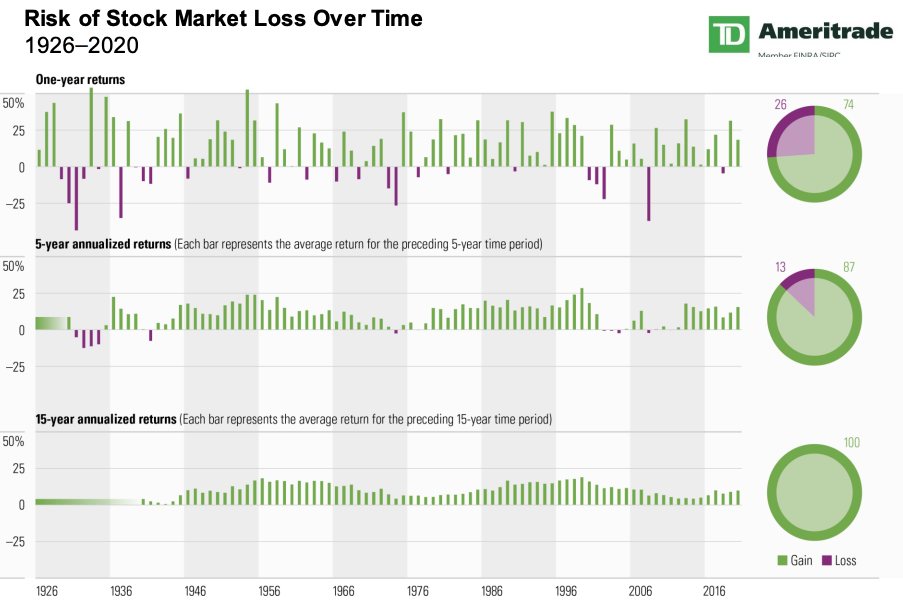 Risk of Stock Market Loss Over Time
1926–2020
TD Ameritrade
Member FINRA/SIPC
One-year returns
50%
25
0
–25
26 74
5-year annualized returns (Each bar represents the average return for the preceding 5-year time period)
50%
25
0
–25
13 87
15-year annualized returns (Each bar represents the average return for the preceding 15-year time period)
50%
25
0
–25
100
Gain Loss
1926 1936 1946 1956 1966 1976 1986 1996 2006 2016